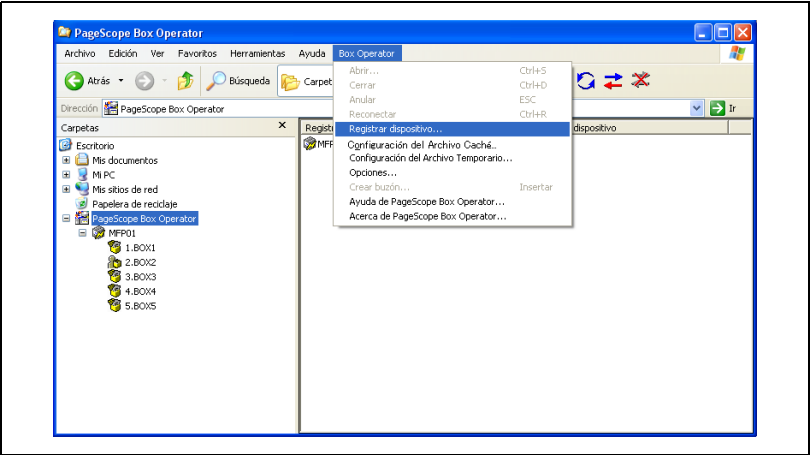 PageScope Box Operator
Archivo Edición Ver Favoritos Herramientas Ayuda Box Operator
Atrás Búsqueda Carpet
Dirección PageScope Box Operator Ir
Carpetas
Escritorio
Mis documentos
Mi PC
Mis sitios de red
Papelera de reciclaje
PageScope Box Operator
MFP01
1.BOX1
2.BOX2
3.BOX3
4.BOX4
5.BOX5
Regist dispositivo
MFP
Abrir... Ctrl+S
Cerrar Ctrl+D
Anular ESC
Reconectar Ctrl+R
Registrar dispositivo...
Configuración del Archivo Caché..
Configuración del Archivo Temporario...
Opciones...
Crear buzón... Insertar
Ayuda de PageScope Box Operator...
Acerca de PageScope Box Operator...